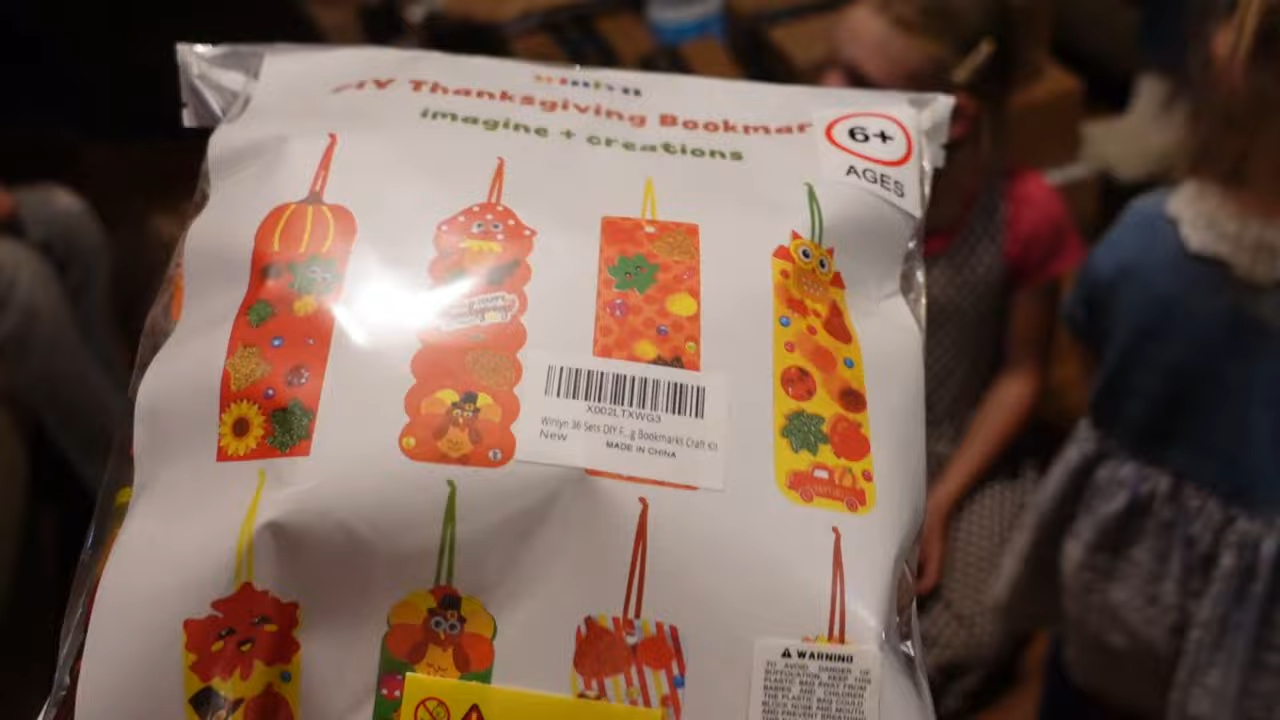 winlyn
DIY Thanksgiving Bookmar
imagine + creations
6+
AGES
X002LTXWG3
Winlyn 36 Sets DIY F...g Bookmarks Craft Kit
New
MADE IN CHINA
WARNING
TO AVOID DANGER OF
SUFFOCATION, KEEP THIS
PLASTIC BAG AWAY FROM
BABIES AND CHILDREN.
THE PLASTIC BAG COULD
BLOCK NOSE AND MOUTH
AND PREVENT BREATHING